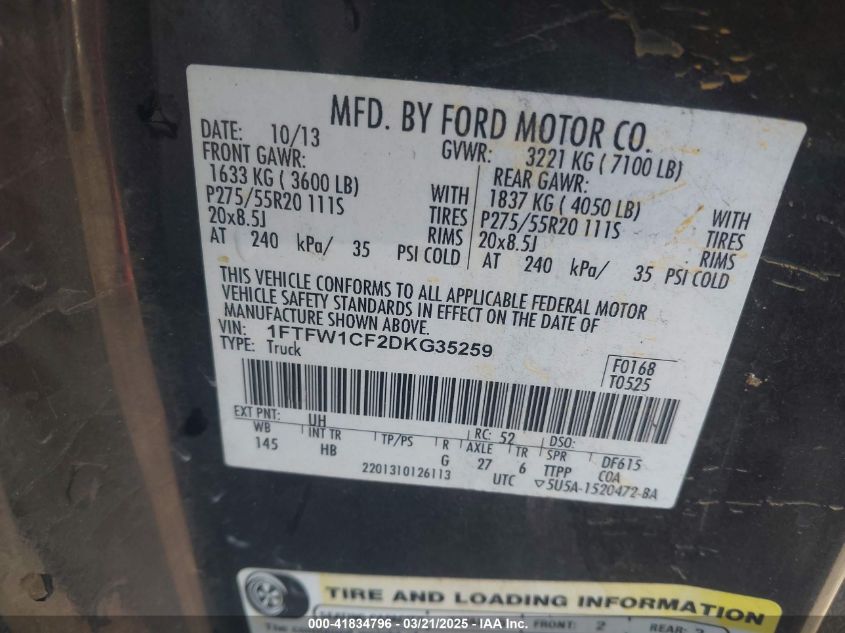 MFD. BY FORD MOTOR CO.
DATE: 10/13 GVWR: 3221 KG ( 7100 LB)
FRONT GAWR: REAR GAWR:
1633 KG ( 3600 LB) WITH 1837 KG ( 4050 LB) WITH
P275/55R20 111S TIRES P275/55R20 111S TIRES
20x8.5J RIMS 20x8.5J RIMS
AT 240 kPa/ 35 PSI COLD AT 240 kPa/ 35 PSI COLD
THIS VEHICLE CONFORMS TO ALL APPLICABLE FEDERAL MOTOR
VEHICLE SAFETY STANDARDS IN EFFECT ON THE DATE OF
MANUFACTURE SHOWN ABOVE.
VIN: 1FTFW1CF2DKG35259
TYPE: Truck
F0168
T0525
EXT PNT: UH RC: 52 DSO:
WB INT TR TP/PS R AXLE TR SPR DF615
145 HB G 27 6 TTPP COA
2201310126113 UTC ▽5U5A-1520472-BA
TIRE AND LOADING INFORMATION
The FRONT: 2 REAR:
000-41834796 - 03/21/2025 - IAA Inc.